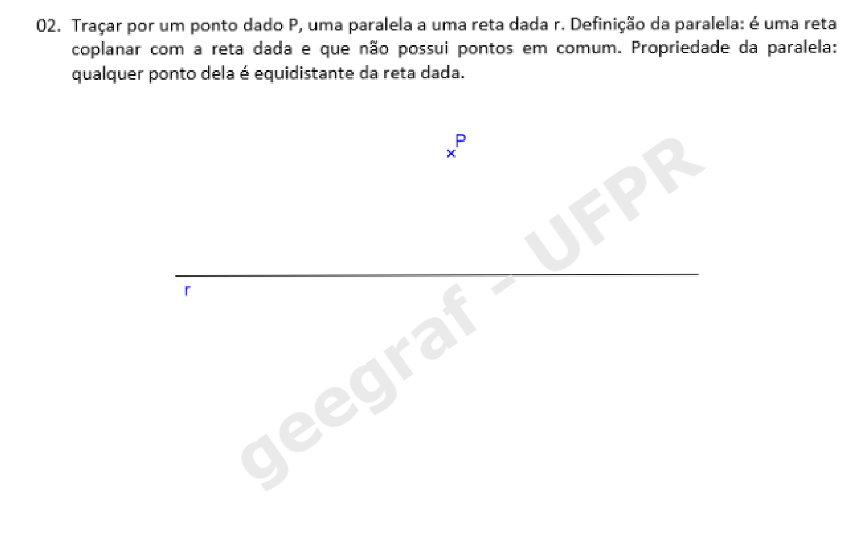 02. Traçar por um ponto dado P, uma paralela a uma reta dada r. Definição da paralela: é uma reta
coplanar com a reta dada e que não possui pontos em comum. Propriedade da paralela:
qualquer ponto dela é equidistante da reta dada.
P
x
r
geegraf - UFPR